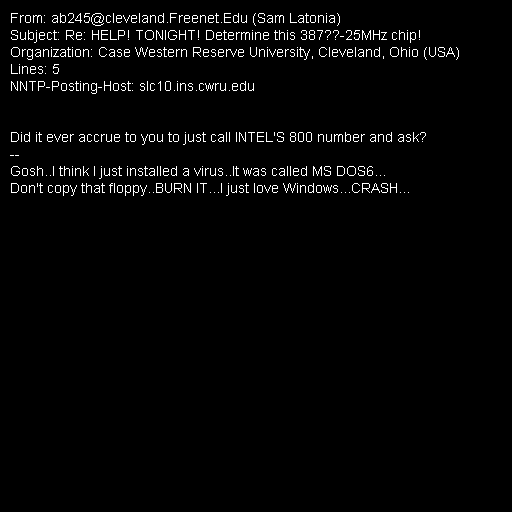 From: ab245@cleveland.Freenet.Edu (Sam Latonia)
Subject: Re: HELP! TONIGHT! Determine this 387??-25MHz chip!
Organization: Case Western Reserve University, Cleveland, Ohio (USA)
Lines: 5
NNTP-Posting-Host: slc10.ins.cwru.edu
Did it ever accrue to you to just call INTEL'S 800 number and ask?
--
Gosh..I think I just installed a virus..It was called MS DOS6...
Don't copy that floppy..BURN IT...I just love Windows...CRASH...